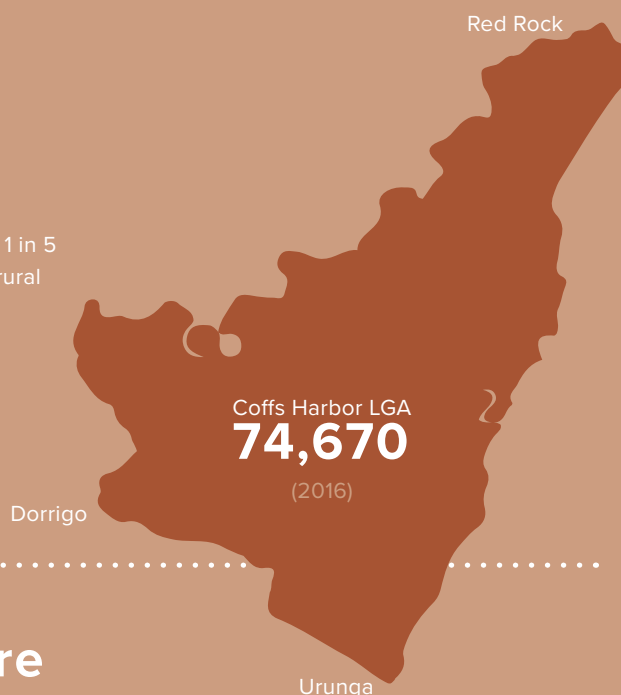 Red Rock
1 in 5
rural
Coffs Harbor LGA
74,670
(2016)
Dorrigo
re
Urunga